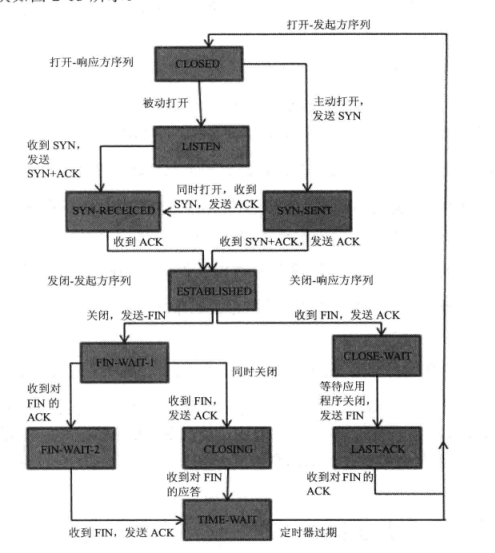 打开-发起方序列
打开-响应方序列
CLOSED
被动打开
主动打开，
发送 SYN
收到 SYN，
发送
SYN+ACK
LISTEN
同时打开，收到
SYN，发送 ACK
SYN-RECEICED
SYN-SENT
收到 ACK
收到 SYN+ACK，发送 ACK
发闭-发起方序列
关闭-响应方序列
ESTABLISHED
关闭，发送-FIN
收到 FIN，发送 ACK
FIN-WAIT-1
同时关闭
CLOSE-WAIT
收到对
FIN 的
ACK
收到 FIN，
发送 ACK
等待应用
程序关闭，
发送 FIN
FIN-WAIT-2
CLOSING
LAST-ACK
收到对 FIN
的应答
收到对 FIN 的
ACK
收到 FIN，发送 ACK
TIME-WAIT
定时器过期